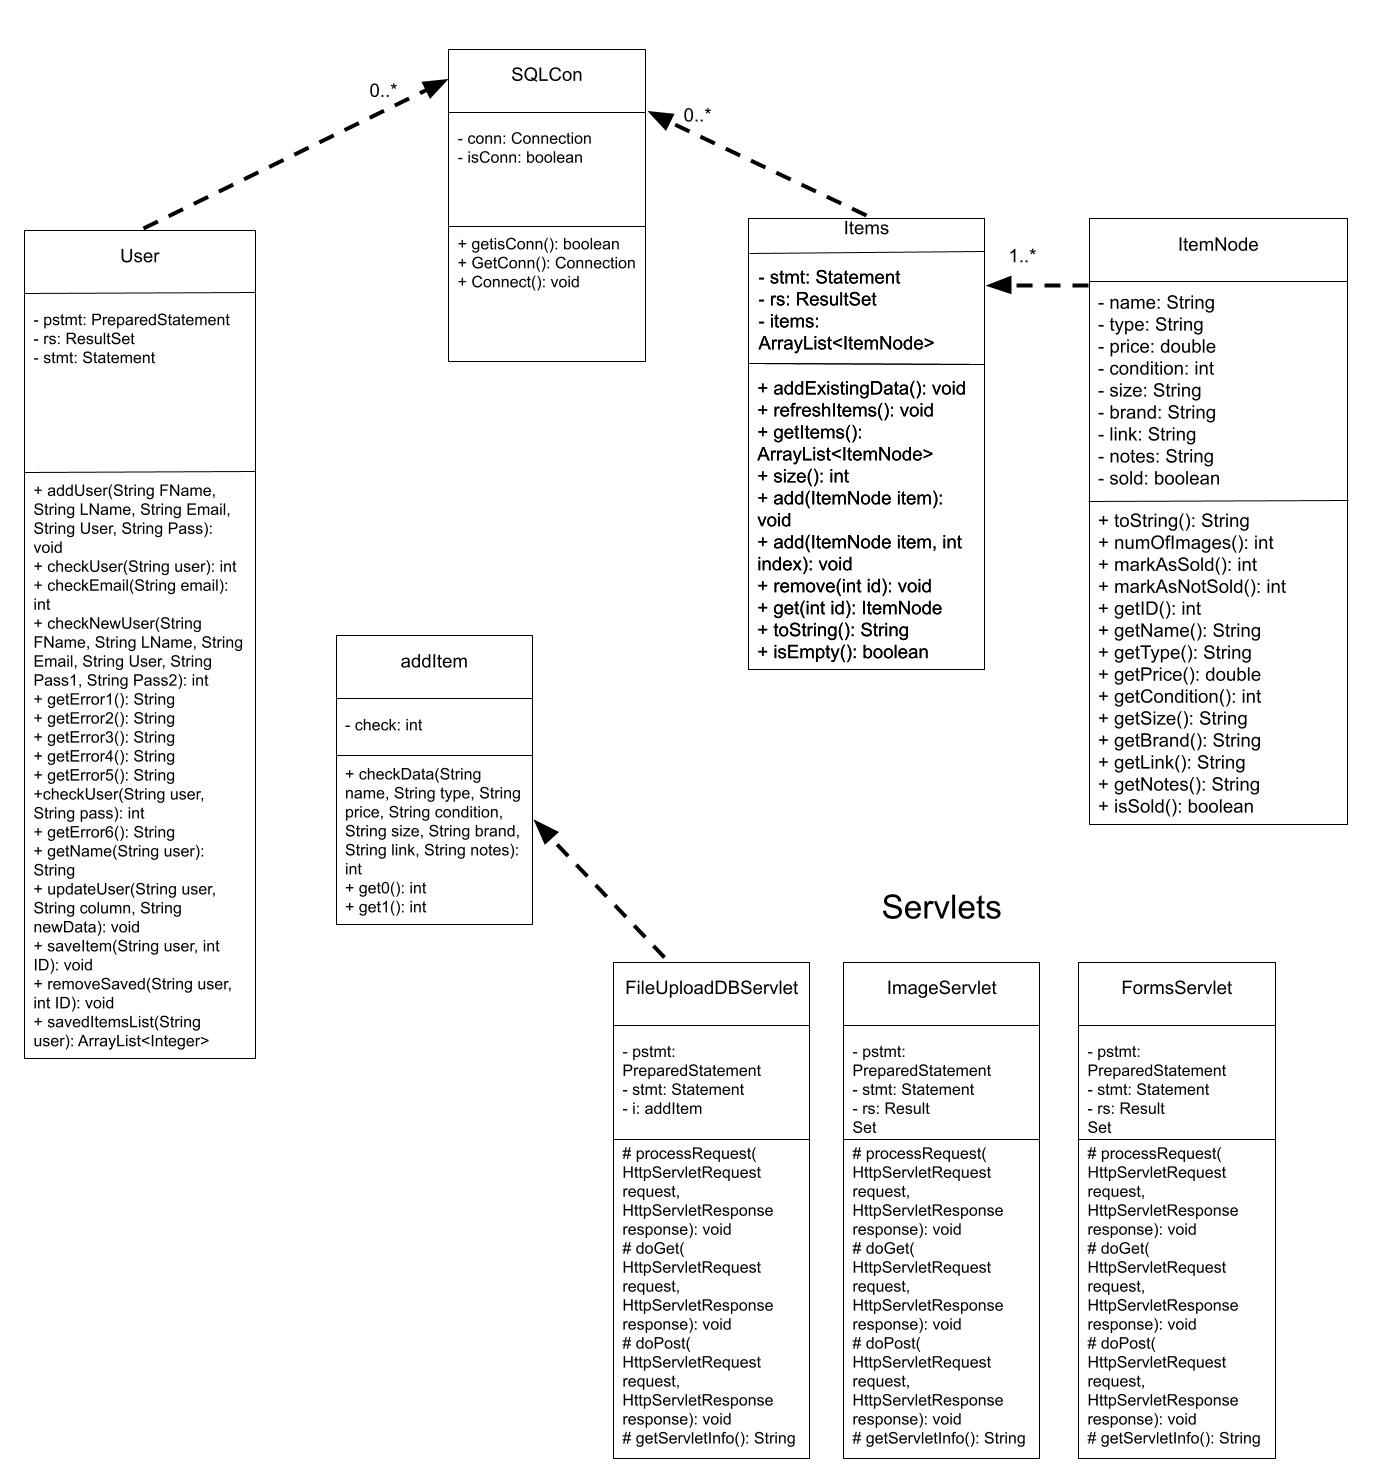 SQLCon
- conn: Connection
- isConn: boolean
+ getisConn(): boolean
+ GetConn(): Connection
+ Connect(): void
0..*
0..*
User
- pstmt: PreparedStatement
- rs: ResultSet
- stmt: Statement
+ addUser(String FName,
String LName, String Email,
String User, String Pass):
void
+ checkUser(String user): int
+ checkEmail(String email):
int
+ checkNewUser(String
FName, String LName, String
Email, String User, String
Pass1, String Pass2): int
+ getError1(): String
+ getError2(): String
+ getError3(): String
+ getError4(): String
+ getError5(): String
+checkUser(String user,
String pass): int
+ getError6(): String
+ getName(String user):
String
+ updateUser(String user,
String column, String
newData): void
+ saveItem(String user, int
ID): void
+ removeSaved(String user,
int ID): void
+ savedItemsList(String
user): ArrayList<Integer>
Items
- stmt: Statement
- rs: ResultSet
- items:
ArrayList<ItemNode>
+ addExistingData(): void
+ refreshItems(): void
+ getItems():
ArrayList<ItemNode>
+ size(): int
+ add(ItemNode item):
void
+ add(ItemNode item, int
index): void
+ remove(int id): void
+ get(int id): ItemNode
+ toString(): String
+ isEmpty(): boolean
1..*
ItemNode
- name: String
- type: String
- price: double
- condition: int
- size: String
- brand: String
- link: String
- notes: String
- sold: boolean
+ toString(): String
+ numOfImages(): int
+ markAsSold(): int
+ markAsNotSold(): int
+ getID(): int
+ getName(): String
+ getType(): String
+ getPrice(): double
+ getCondition(): int
+ getSize(): String
+ getBrand(): String
+ getLink(): String
+ getNotes(): String
+ isSold(): boolean
addItem
- check: int
+ checkData(String
name, String type, String
price, String condition,
String size, String brand,
String link, String notes):
int
+ get0(): int
+ get1(): int
Servlets
FileUploadDBServlet
- pstmt:
PreparedStatement
- stmt: Statement
- i: addItem
# processRequest(
HttpServletRequest
request,
HttpServletResponse
response): void
# doGet(
HttpServletRequest
request,
HttpServletResponse
response): void
# doPost(
HttpServletRequest
request,
HttpServletResponse
response): void
# getServletInfo(): String
ImageServlet
- pstmt:
PreparedStatement
- stmt: Statement
- rs: Result
Set
# processRequest(
HttpServletRequest
request,
HttpServletResponse
response): void
# doGet(
HttpServletRequest
request,
HttpServletResponse
response): void
# doPost(
HttpServletRequest
request,
HttpServletResponse
response): void
# getServletInfo(): String
FormsServlet
- pstmt:
PreparedStatement
- stmt: Statement
- rs: Result
Set
# processRequest(
HttpServletRequest
request,
HttpServletResponse
response): void
# doGet(
HttpServletRequest
request,
HttpServletResponse
response): void
# doPost(
HttpServletRequest
request,
HttpServletResponse
response): void
# getServletInfo(): String